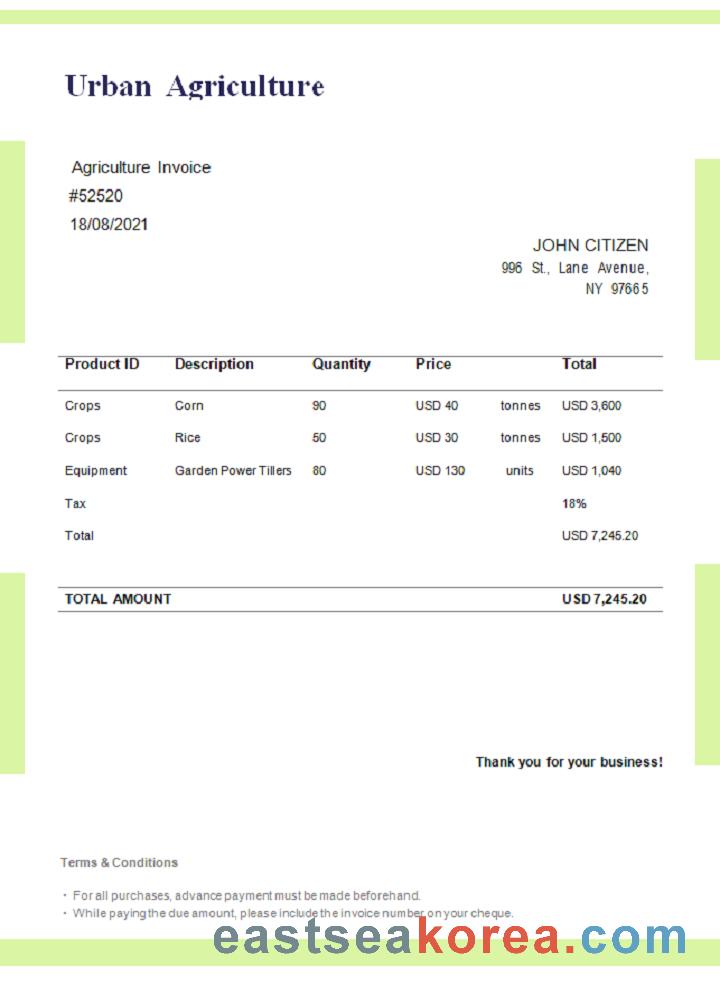 Urban Agriculture
Agriculture Invoice
#52520
18/08/2021
JOHN CITIZEN
996 St., Lane Avenue,
NY 97665
Product ID Description Quantity Price Total
Crops Corn 90 USD 40 tonnes USD 3,600
Crops Rice 50 USD 30 tonnes USD 1,500
Equipment Garden Power Tillers 80 USD 130 units USD 1,040
Tax 18%
Total USD 7,245.20
TOTAL AMOUNT USD 7,245.20
Thank you for your business!
Terms & Conditions
• For all purchases, advance payment must be made beforehand.
• While paying the due amount, please include the invoice number on your cheque.
eastseakorea.com